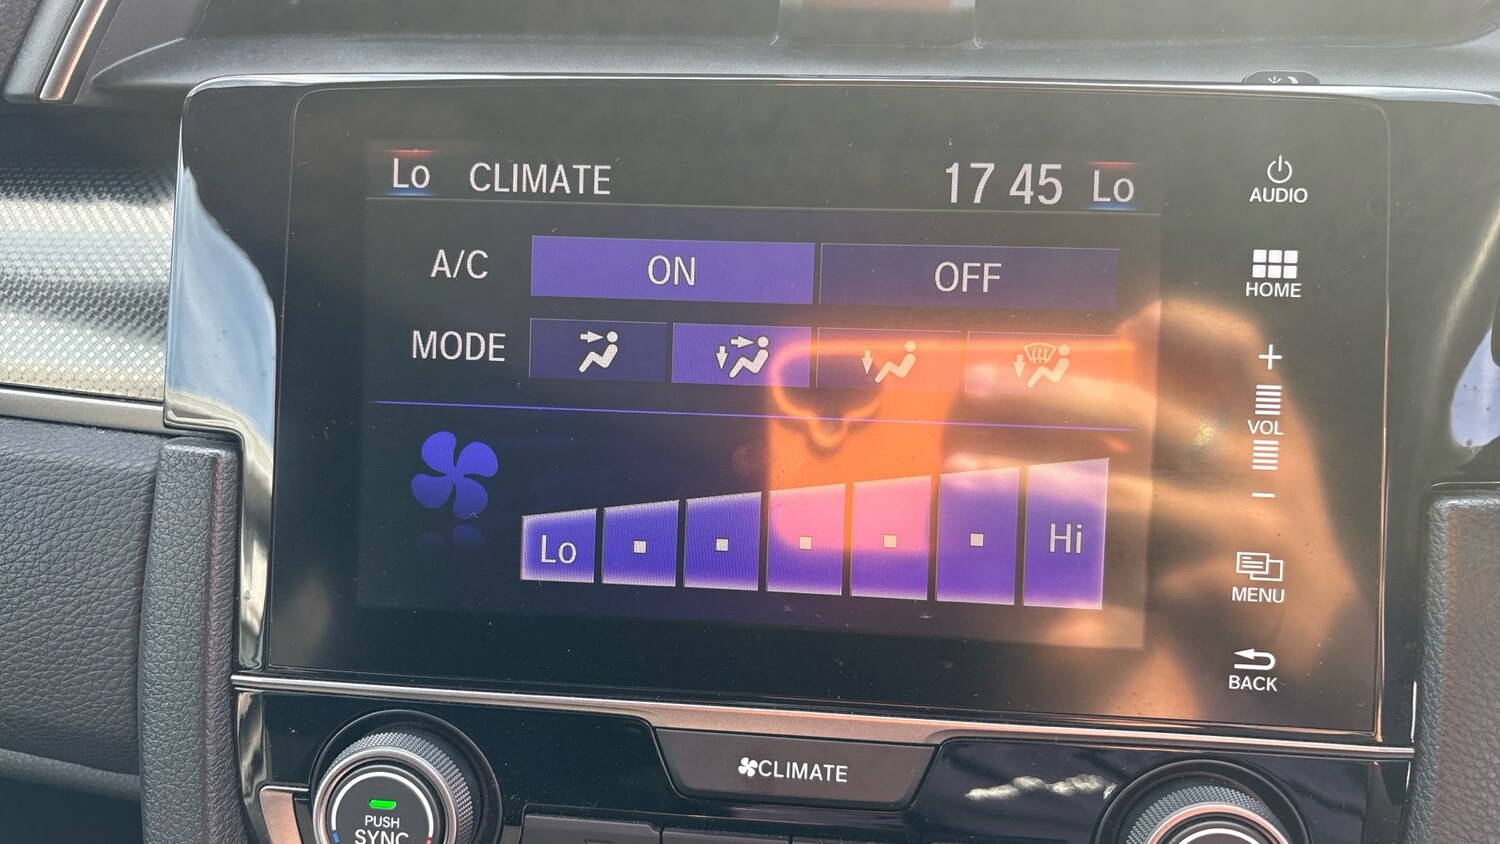 Lo CLIMATE 17 45 Lo
AUDIO
A/C ON OFF
HOME
MODE
VOL
Lo Hi
MENU
BACK
CLIMATE
PUSH
SYNC